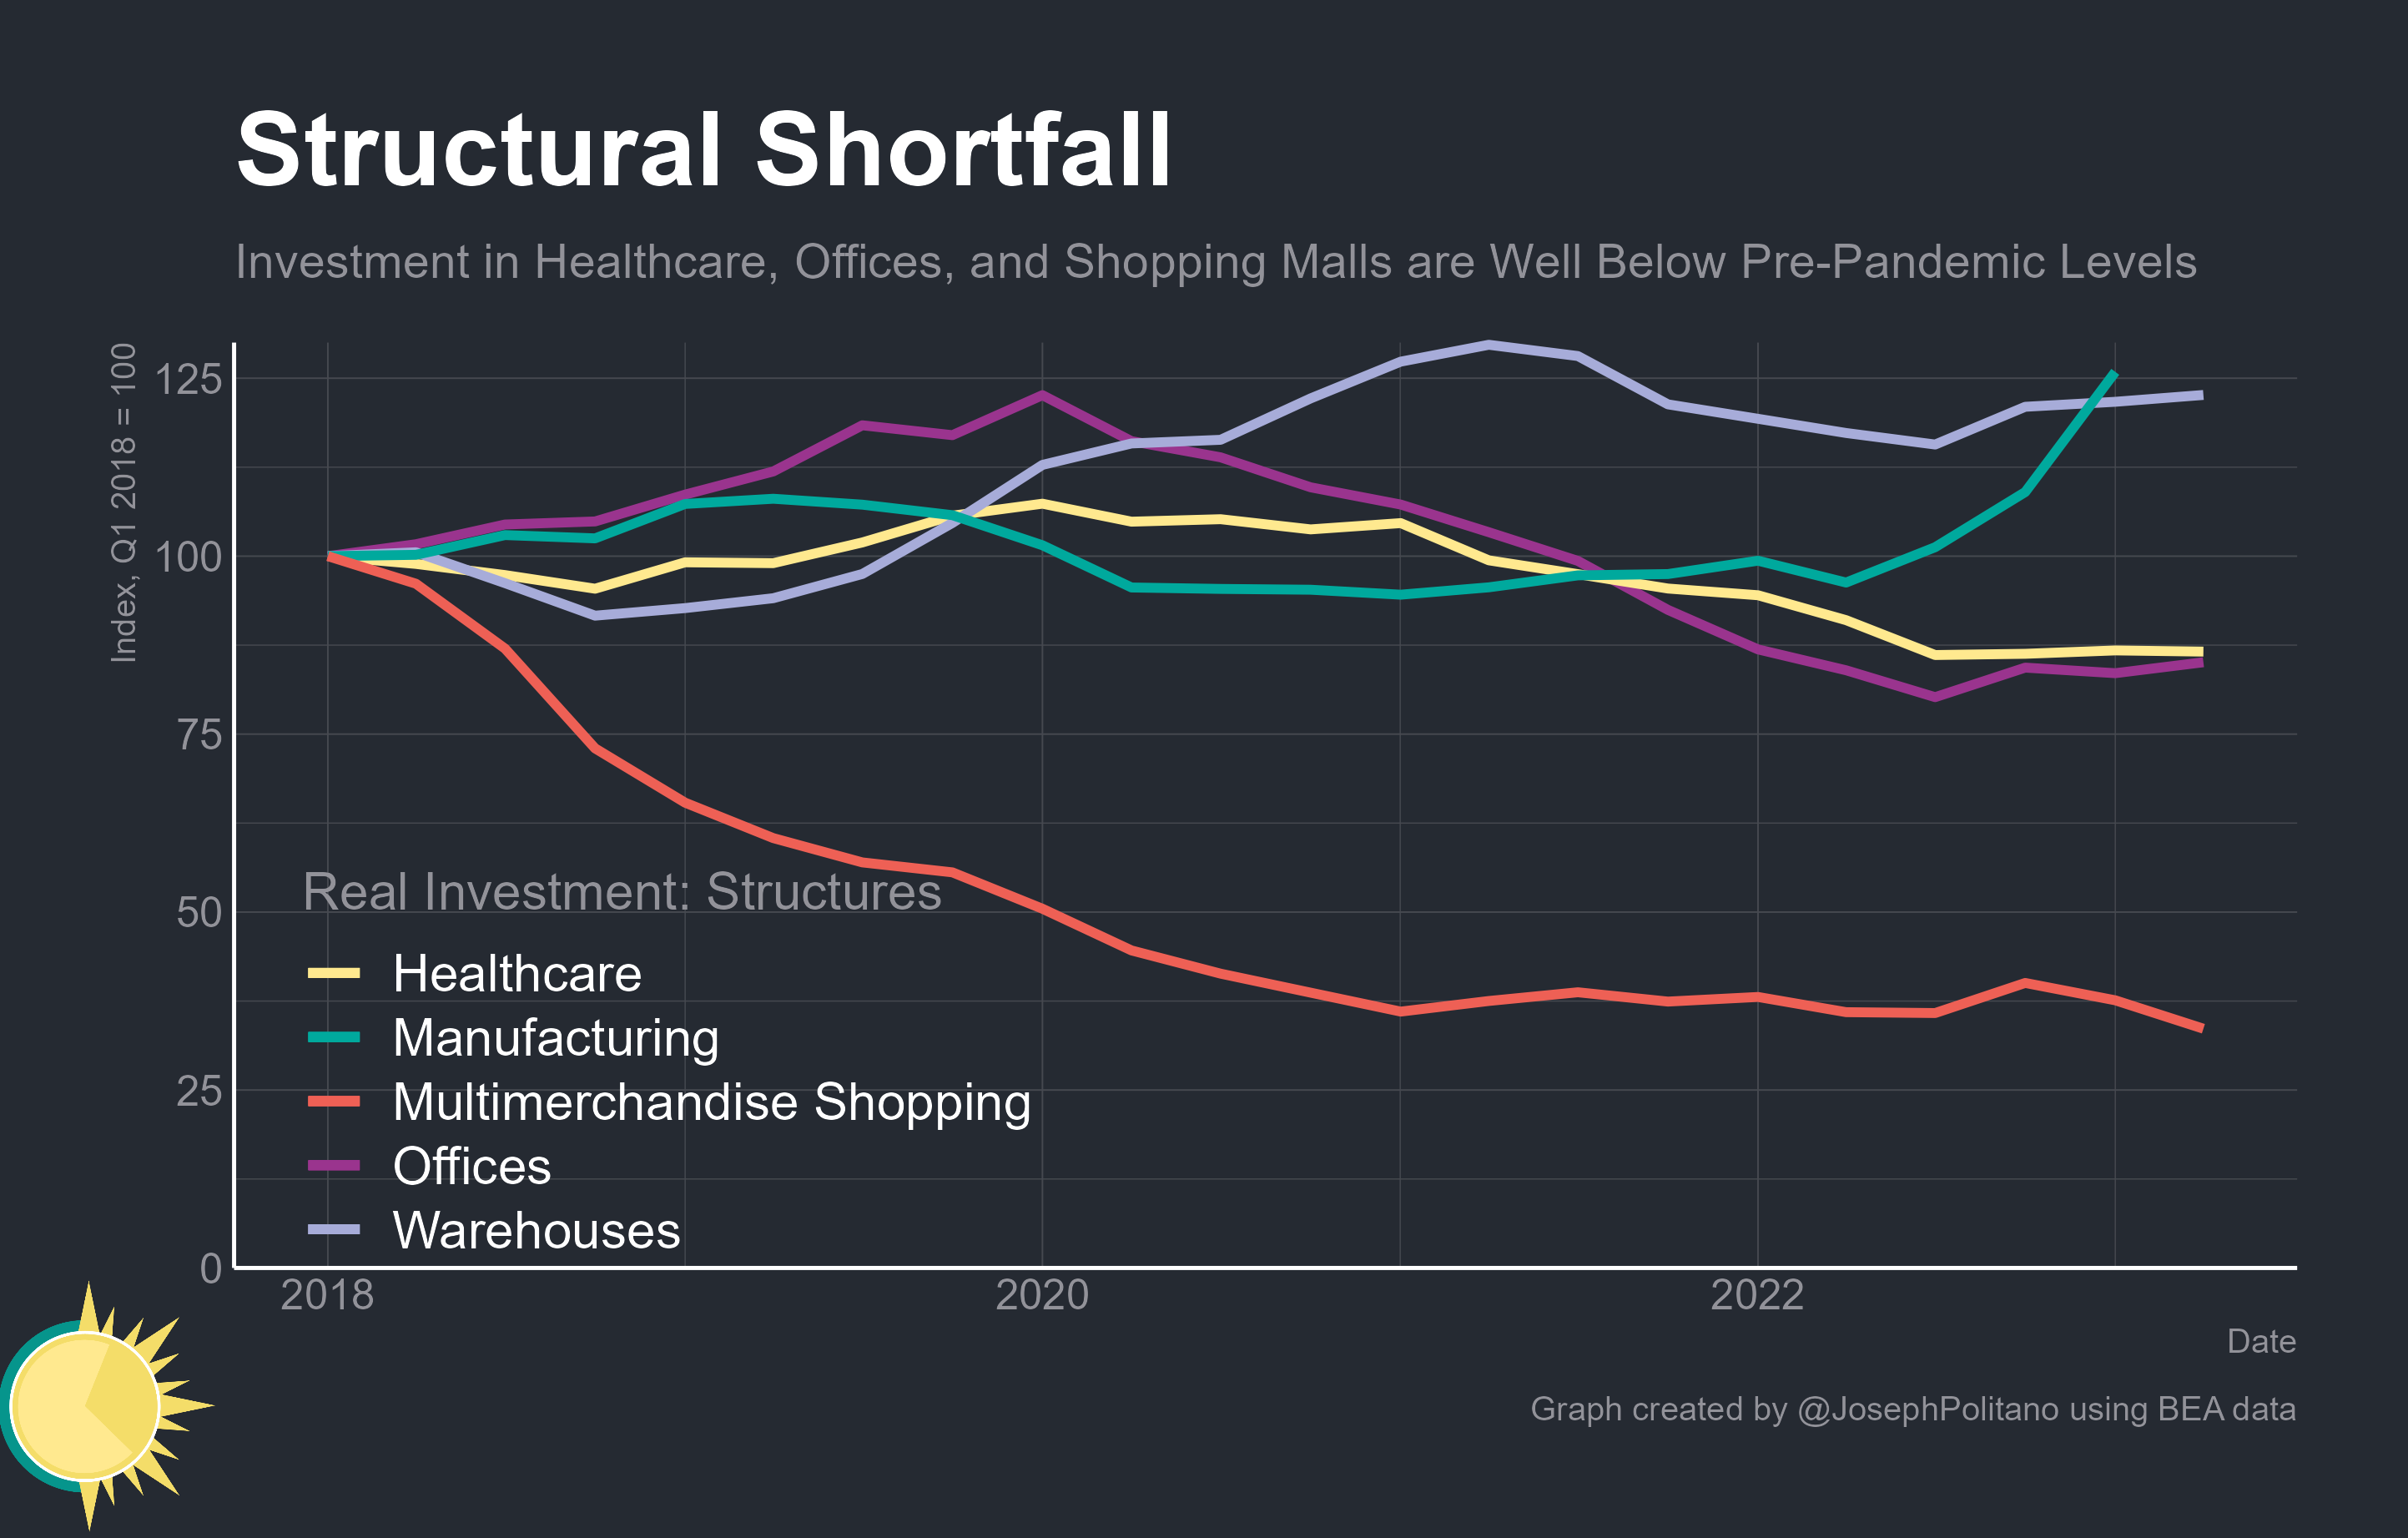 Structural Shortfall
Investment in Healthcare, Offices, and Shopping Malls are Well Below Pre-Pandemic Levels
Index, Q1 2018 = 100
125
100
75
50
25
0
Real Investment: Structures
Healthcare
Manufacturing
Multimerchandise Shopping
Offices
Warehouses
2018
2020
2022
Date
Graph created by @JosephPolitano using BEA data